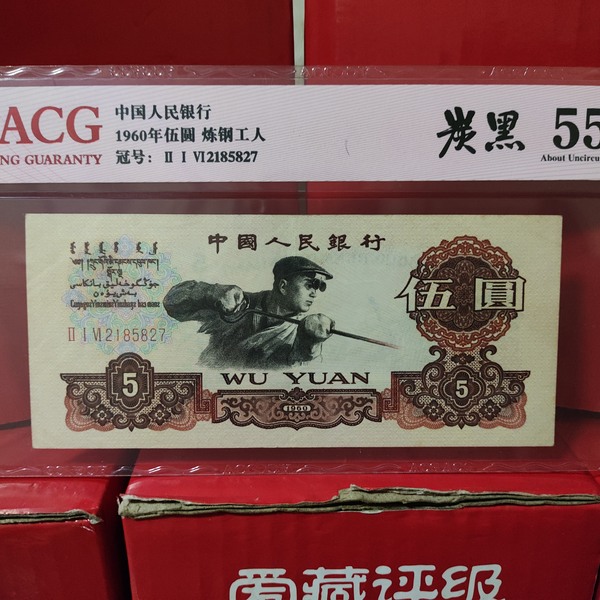 ACG
NG GUARANTY
中国人民银行
1960年伍圆 炼钢工人
冠号: Ⅱ Ⅰ Ⅵ2185827
炭黑 55
About Uncircu
中國人民銀行
伍圓
Ⅱ Ⅰ Ⅵ2185827
5
WU YUAN
1960
5
爱藏评级